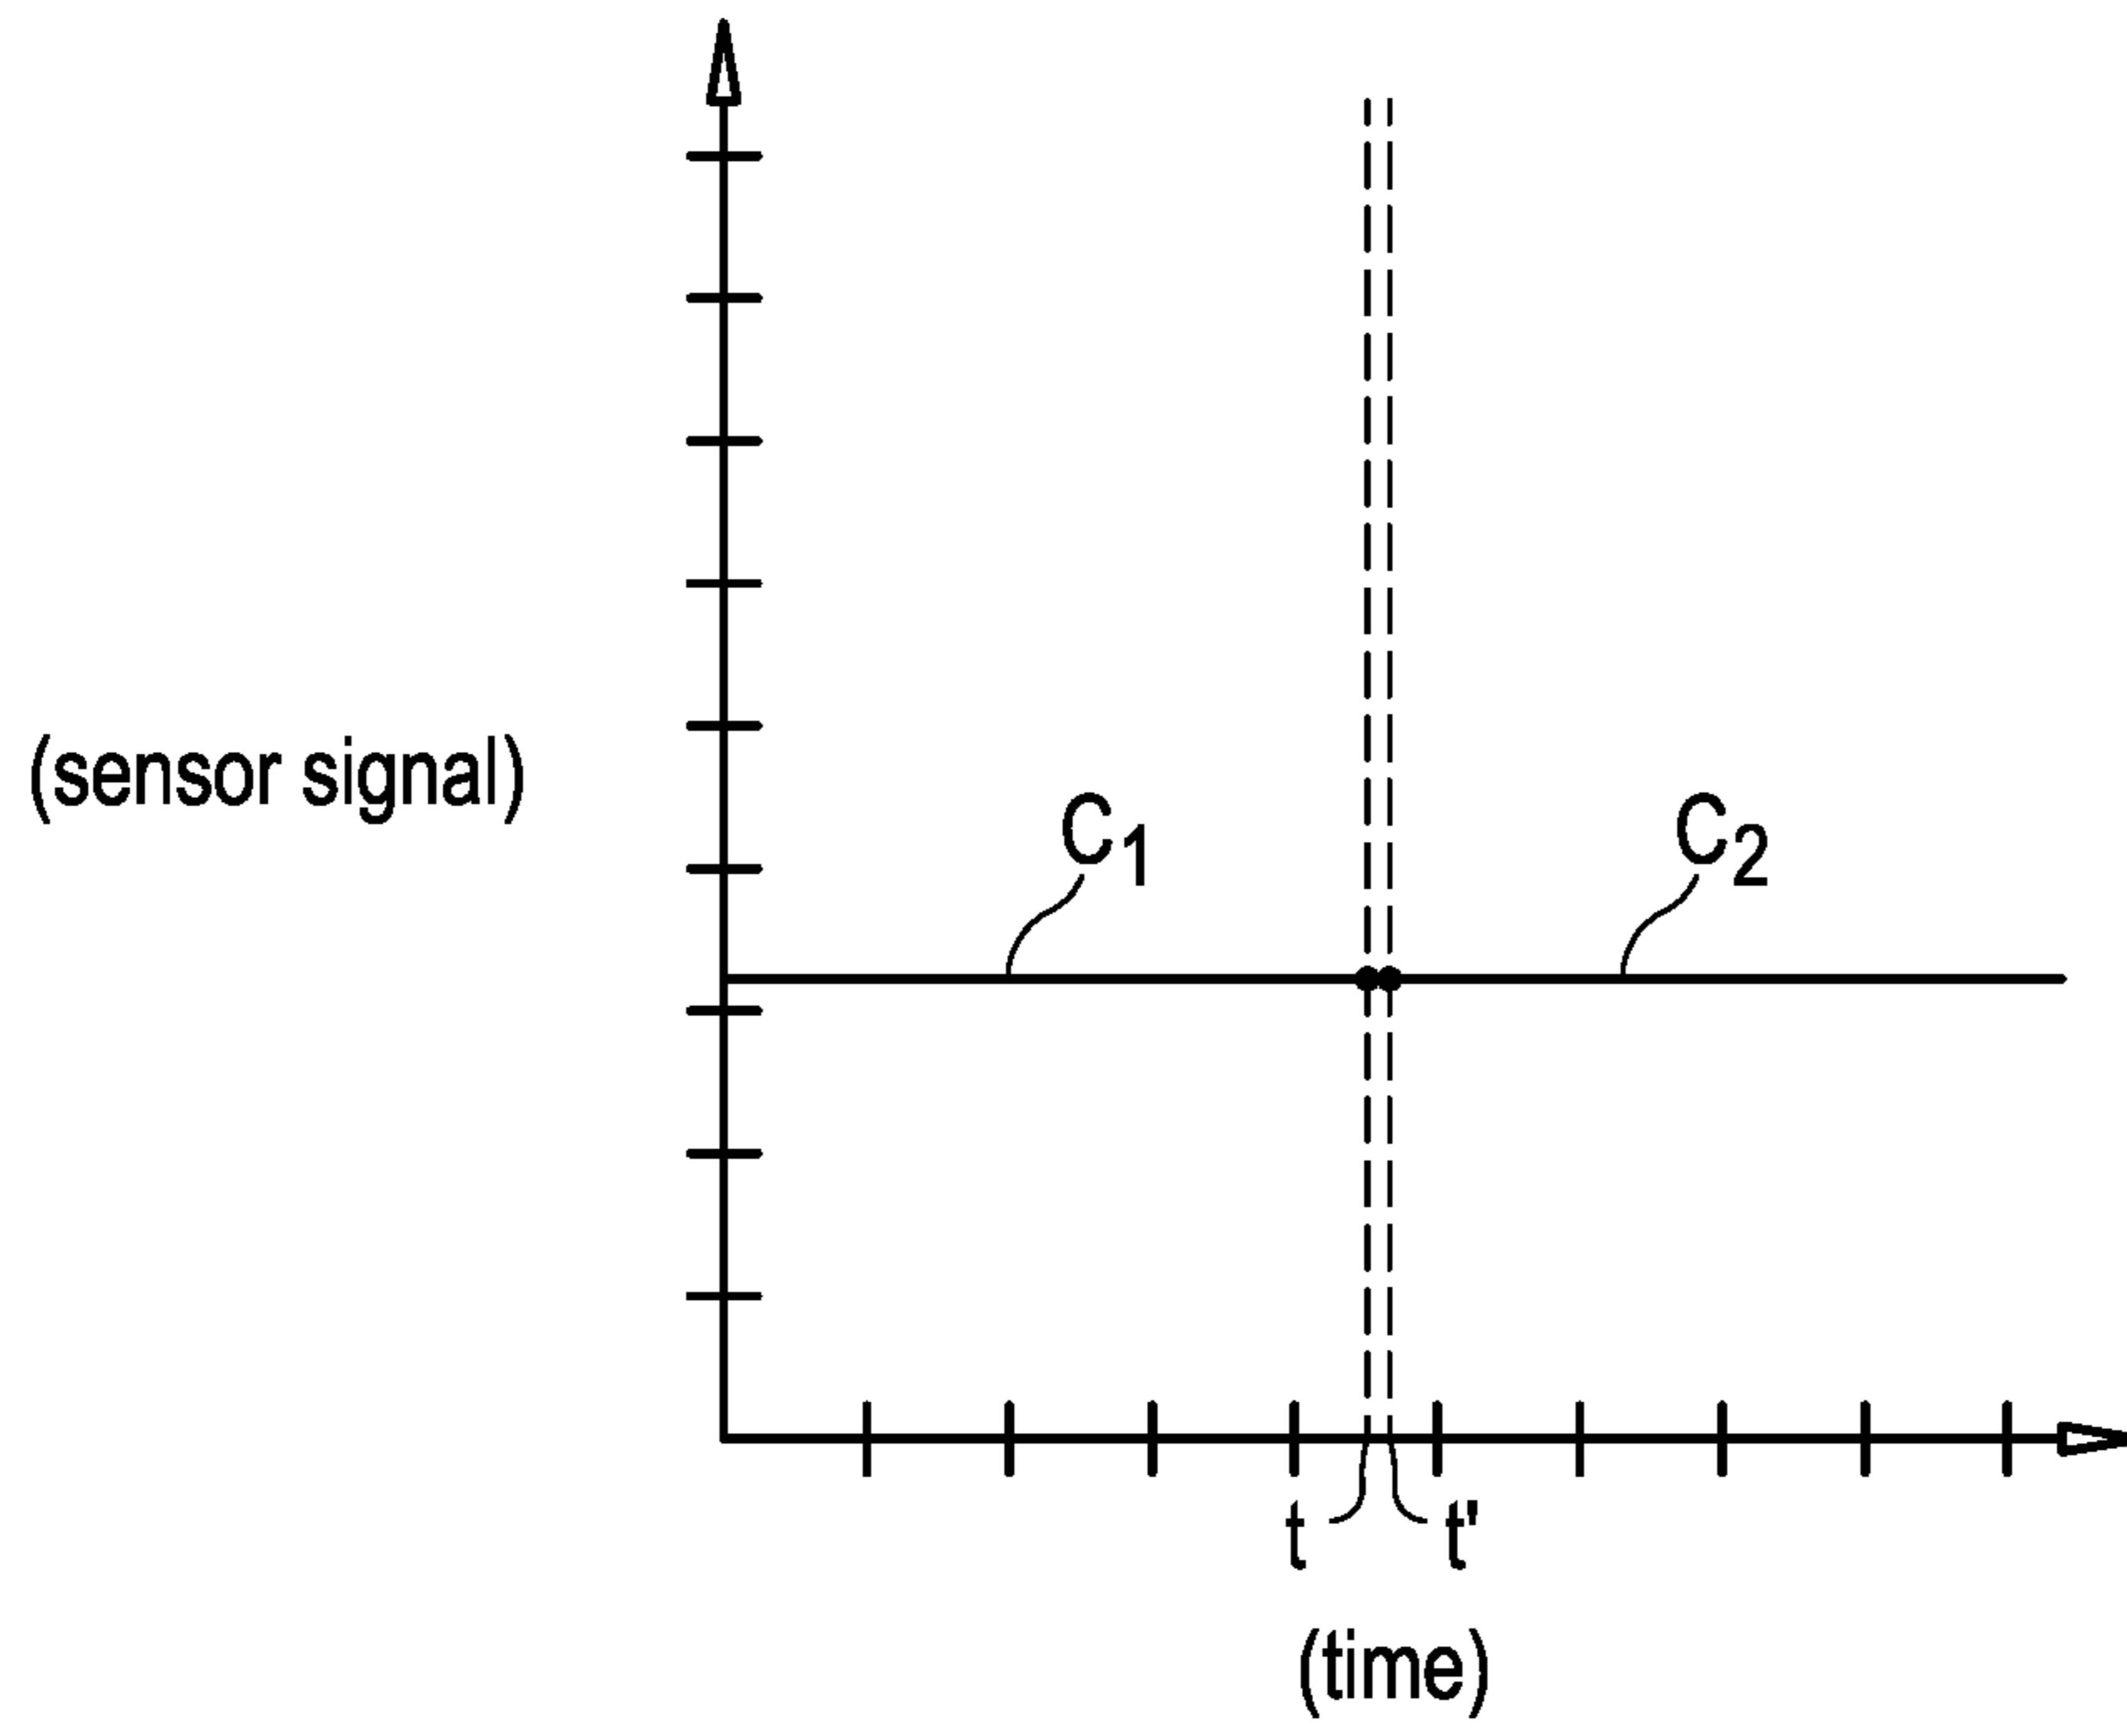 (sensor signal)
C1
C2
t
t'
(time)